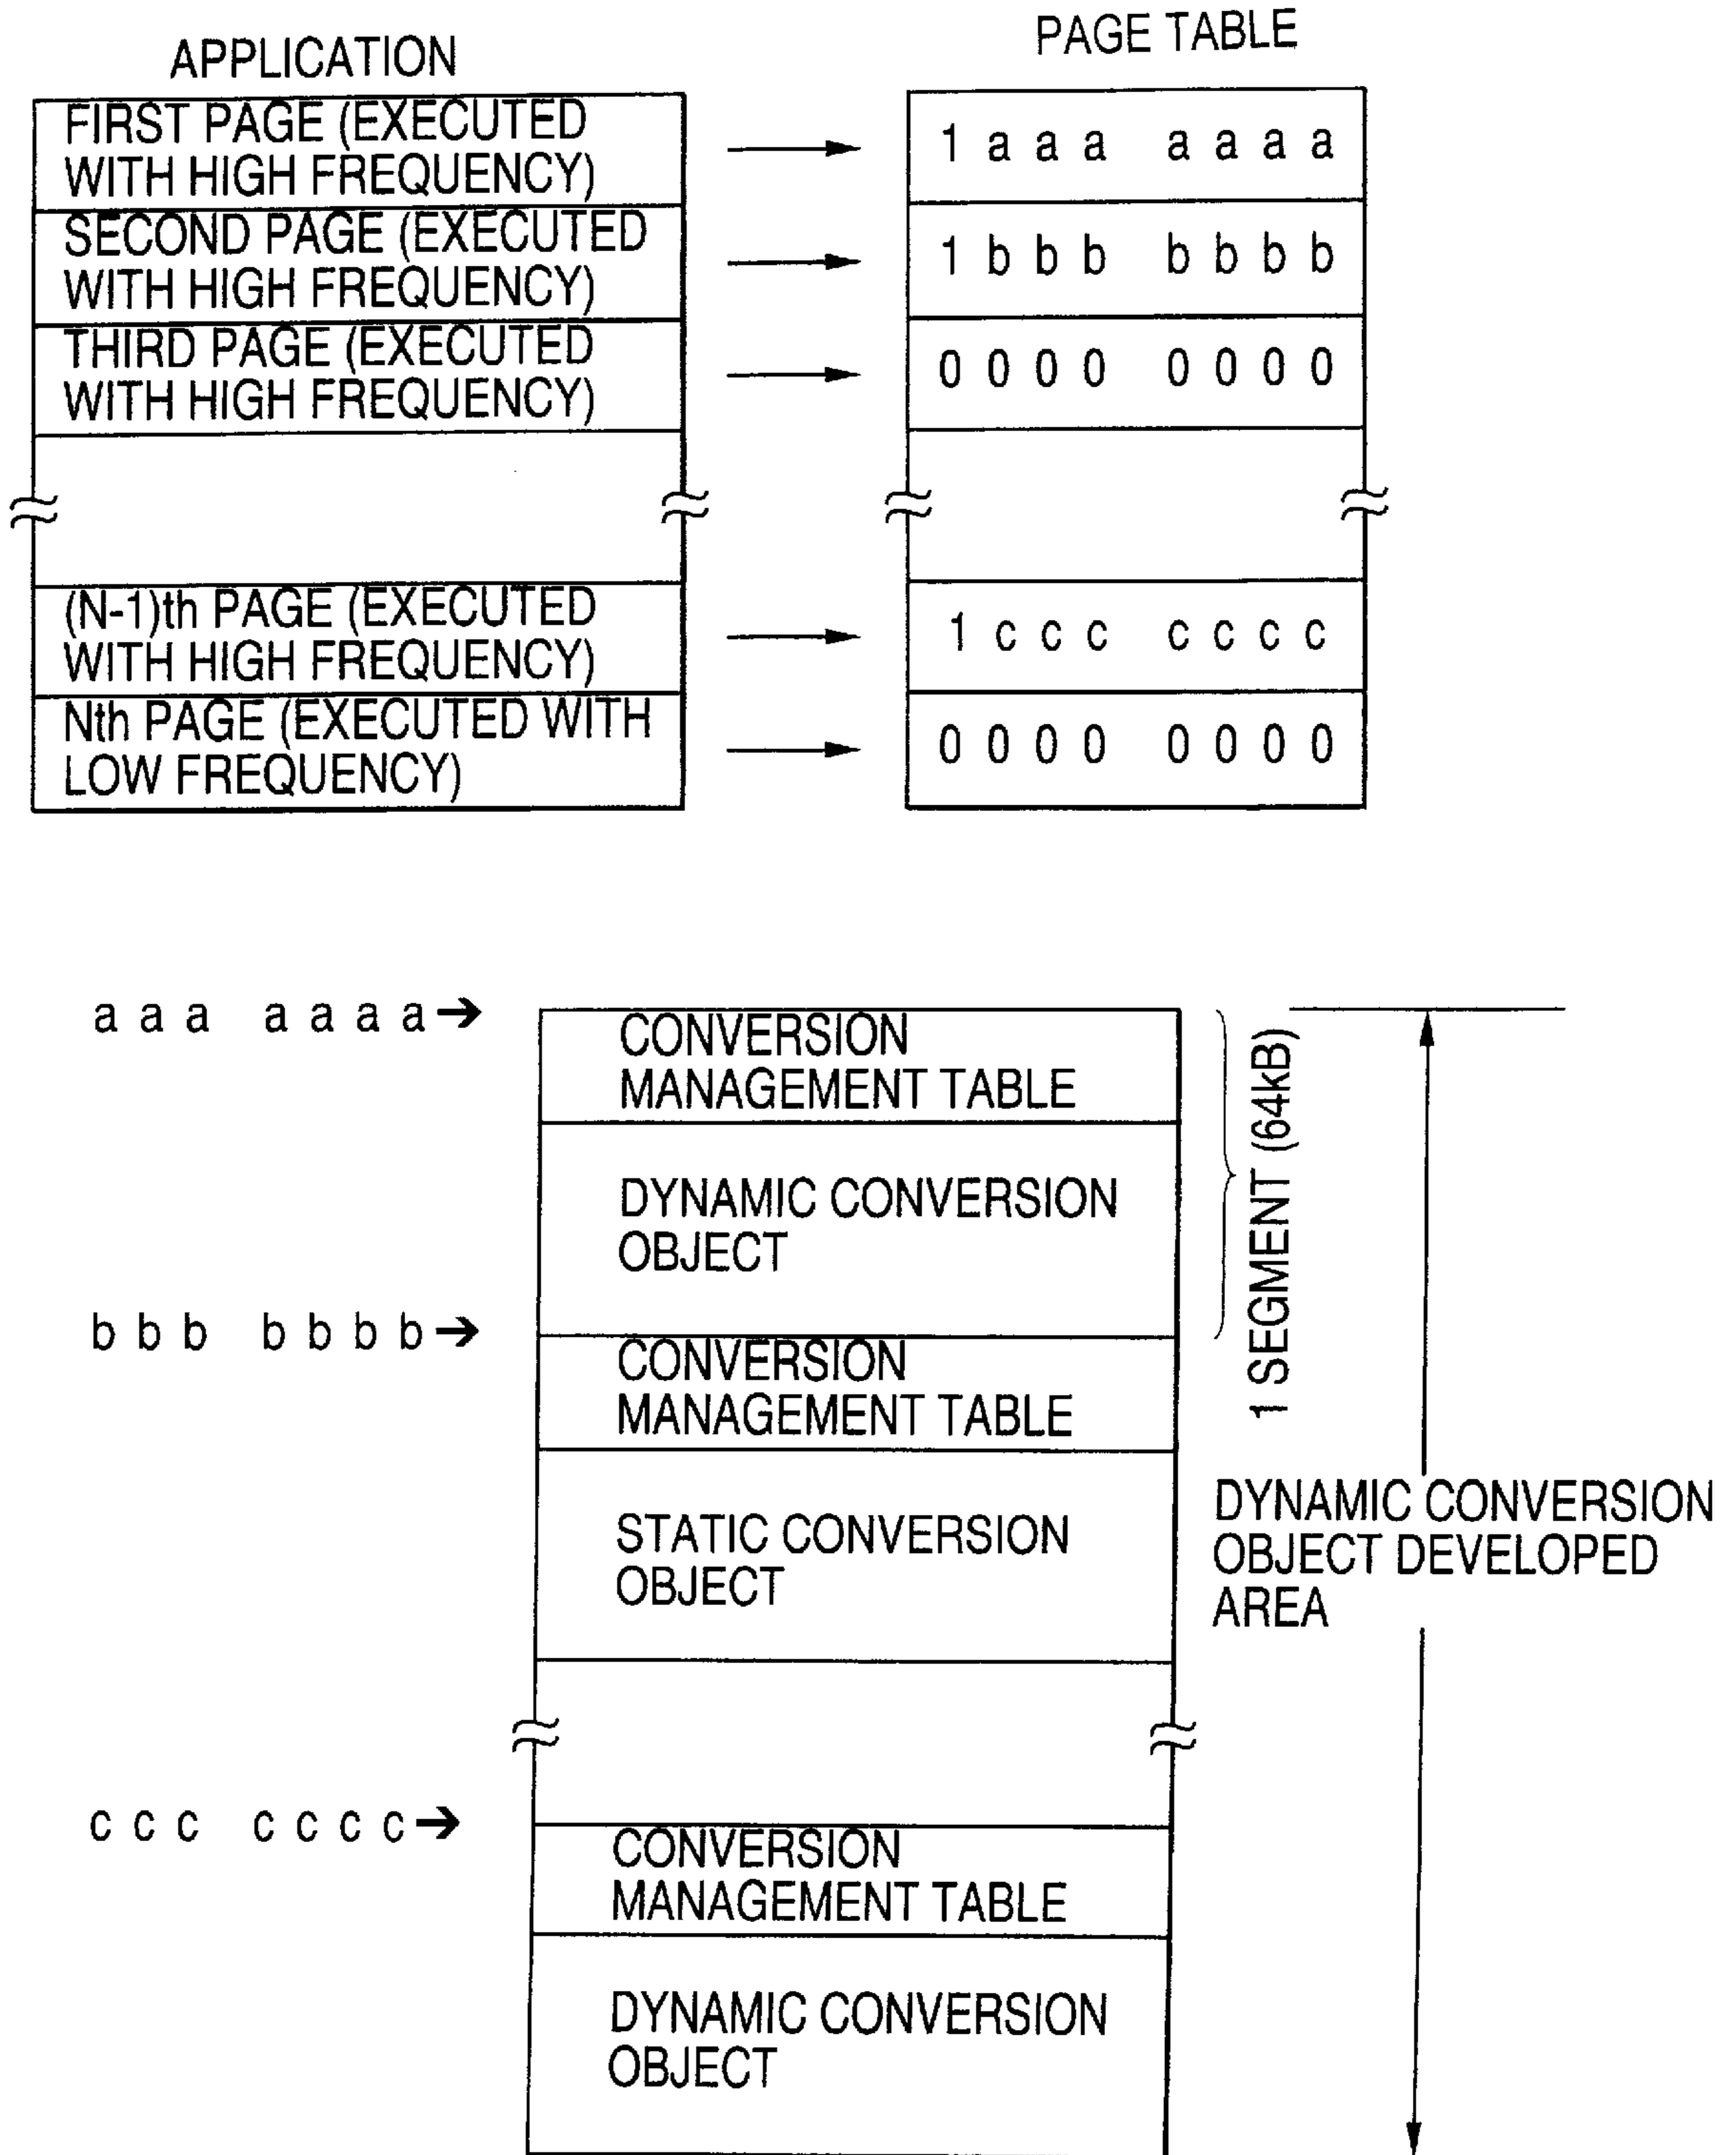 APPLICATION
PAGE TABLE
FIRST PAGE (EXECUTED
WITH HIGH FREQUENCY)
1 a a a a a a a
SECOND PAGE (EXECUTED
WITH HIGH FREQUENCY)
1 b b b b b b b
THIRD PAGE (EXECUTED
WITH HIGH FREQUENCY)
0 0 0 0 0 0 0 0
(N-1)th PAGE (EXECUTED
WITH HIGH FREQUENCY)
1 c c c c c c c
Nth PAGE (EXECUTED WITH
LOW FREQUENCY)
0 0 0 0 0 0 0 0
a a a a a a a
CONVERSION
MANAGEMENT TABLE
DYNAMIC CONVERSION
OBJECT
1 SEGMENT (64kB)
b b b b b b b
CONVERSION
MANAGEMENT TABLE
STATIC CONVERSION
OBJECT
DYNAMIC CONVERSION
OBJECT DEVELOPED
AREA
c c c c c c c
CONVERSION
MANAGEMENT TABLE
DYNAMIC CONVERSION
OBJECT